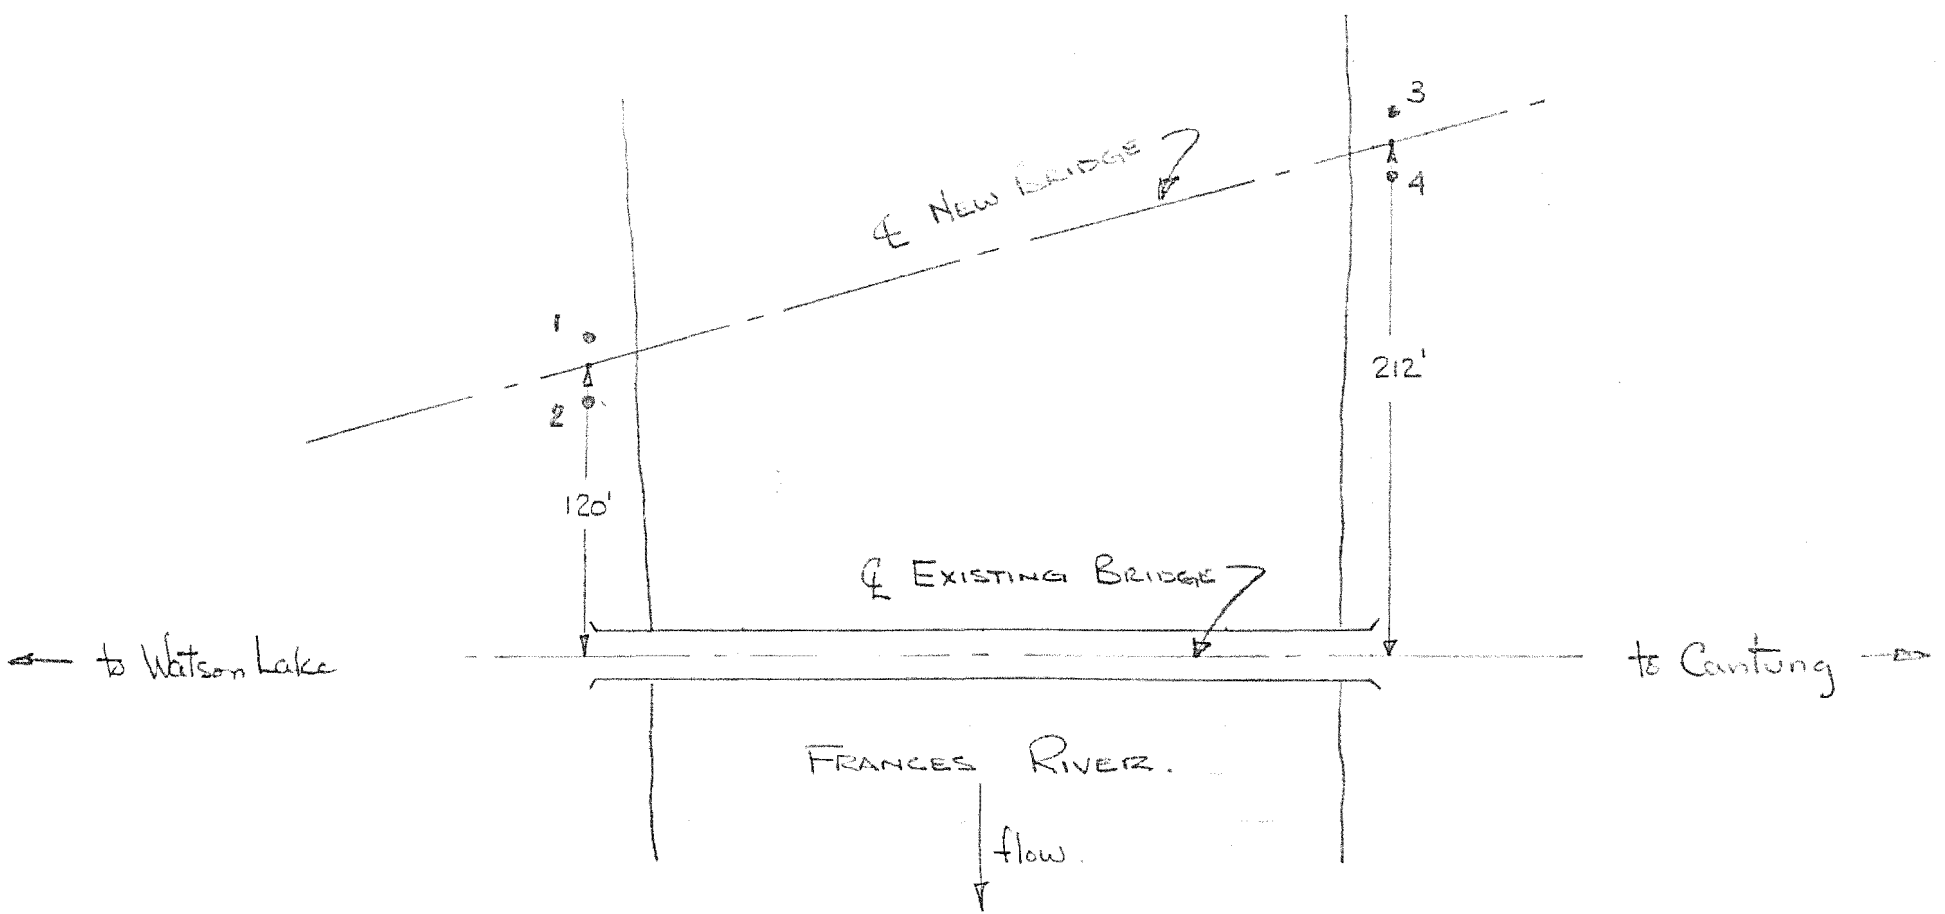 3
℄ NEW BRIDGE
4
1
2
212'
120'
℄ EXISTING BRIDGE
to Watson Lake
to Cantung
FRANCES RIVER.
flow.